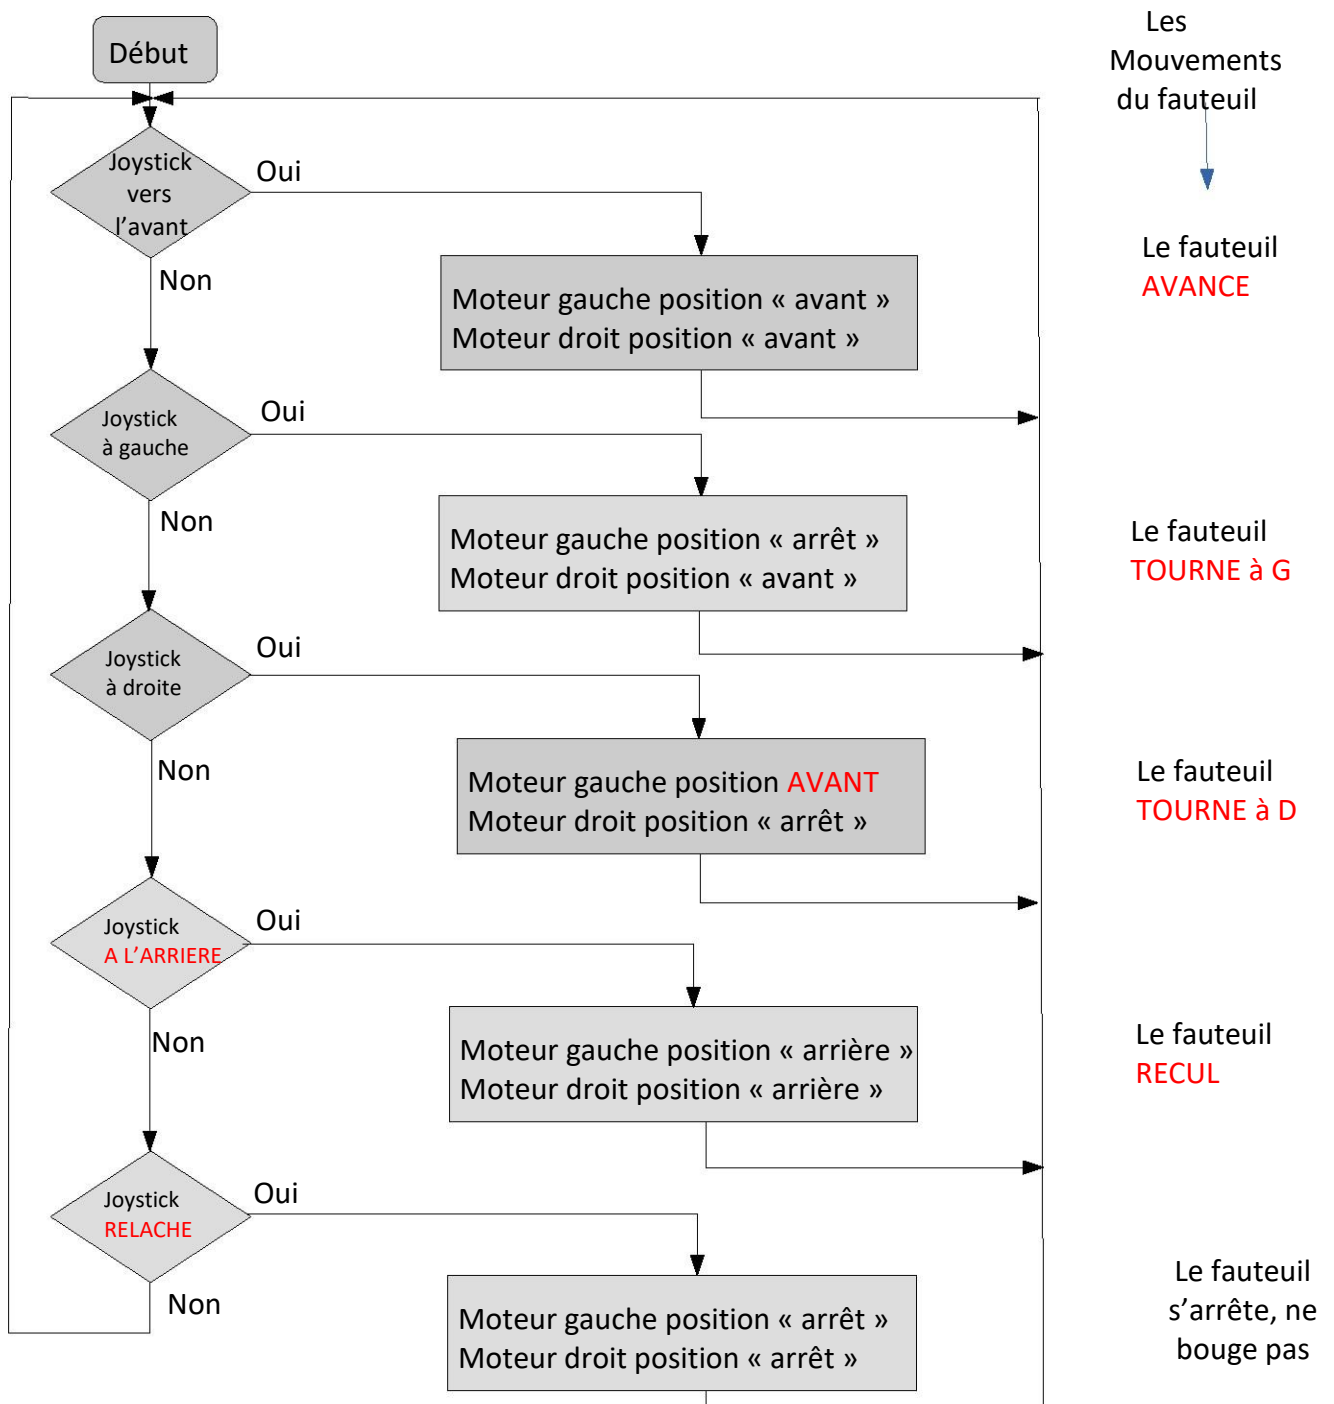 Début
Les
Mouvements
du fauteuil
Joystick
vers
l’avant
Oui
Non
Moteur gauche position « avant »
Moteur droit position « avant »
Le fauteuil
AVANCE
Joystick
à gauche
Oui
Non
Moteur gauche position « arrêt »
Moteur droit position « avant »
Le fauteuil
TOURNE à G
Joystick
à droite
Oui
Non
Moteur gauche position AVANT
Moteur droit position « arrêt »
Le fauteuil
TOURNE à D
Joystick
A L’ARRIERE
Oui
Non
Moteur gauche position « arrière »
Moteur droit position « arrière »
Le fauteuil
RECUL
Joystick
RELACHE
Oui
Non
Moteur gauche position « arrêt »
Moteur droit position « arrêt »
Le fauteuil
s’arrête, ne
bouge pas